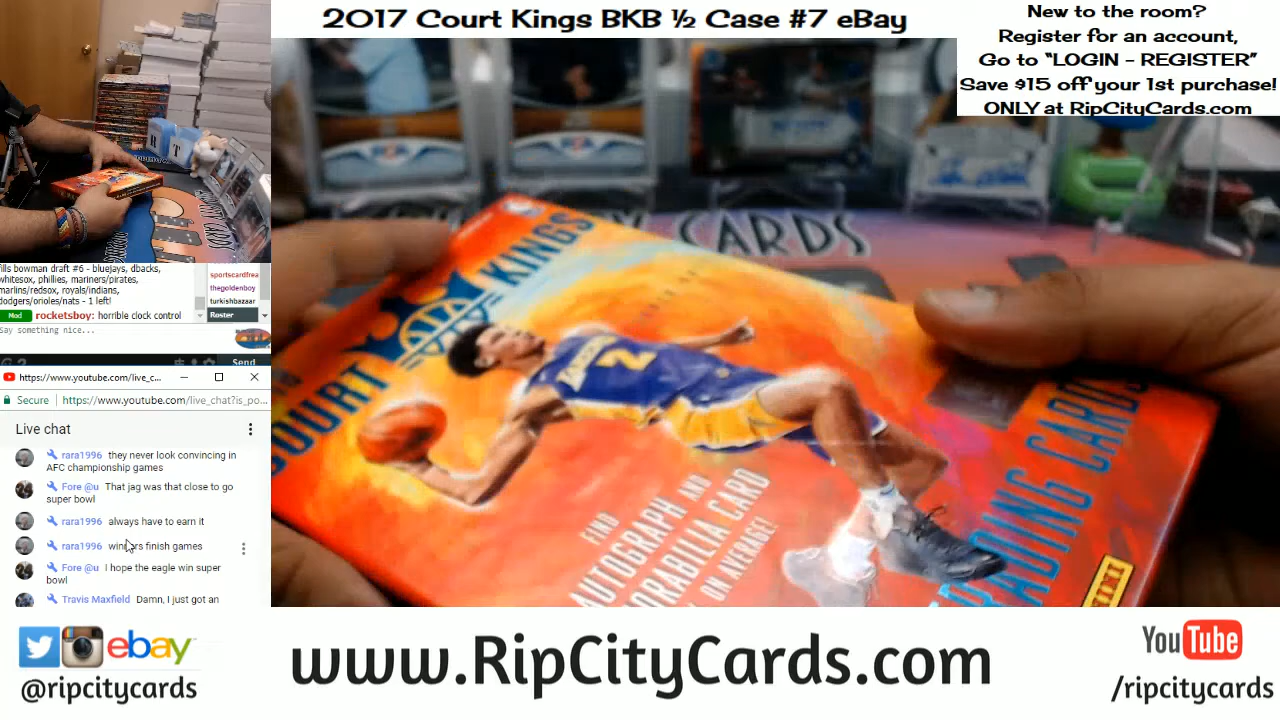 2017 Court Kings BKB ½ Case #7 eBay
New to the room?
Register for an account,
Go to “LOGIN - REGISTER”
Save $15 off your 1st purchase!
ONLY at RipCityCards.com
CARDS
COURT KINGS
2
FIND
AUTOGRAPH AND
MORABILIA CARD
ON AVERAGE!
TRADING CARDS
PANINI
fills bowman draft #6 - bluejays, dbacks,
whitesox, phillies, mariners/pirates,
marlins/redsox, royals/indians,
dodgers/orioles/nats - 1 left!
Mod rocketsboy: horrible clock control
sportscardfrea
thegoldenboy
turkishbazaar
Roster
Say something nice...
Send
https://www.youtube.com/live_c...
Secure https://www.youtube.com/live_chat?is_po...
Live chat
rara1996 they never look convincing in
AFC championship games
Fore @u That jag was that close to go
super bowl
rara1996 always have to earn it
rara1996 winners finish games
Fore @u I hope the eagle win super
bowl
Travis Maxfield Damn, I just got an
ebay
@ripcitycards
www.RipCityCards.com
YouTube
/ripcitycards